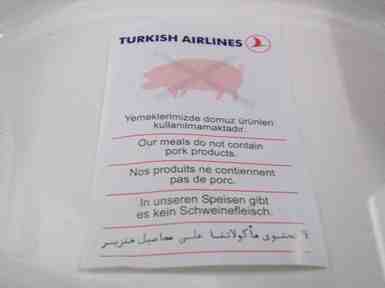 TURKISH AIRLINES
Yemeklerimizde domuz ürünleri
kullanılmamaktadır.
Our meals do not contain
pork products.
Nos produits ne contiennent
pas de porc.
In unseren Speisen gibt
es kein Schweinefleisch.
لا تحتوى مأكولاتنا على محاصيل خنزير